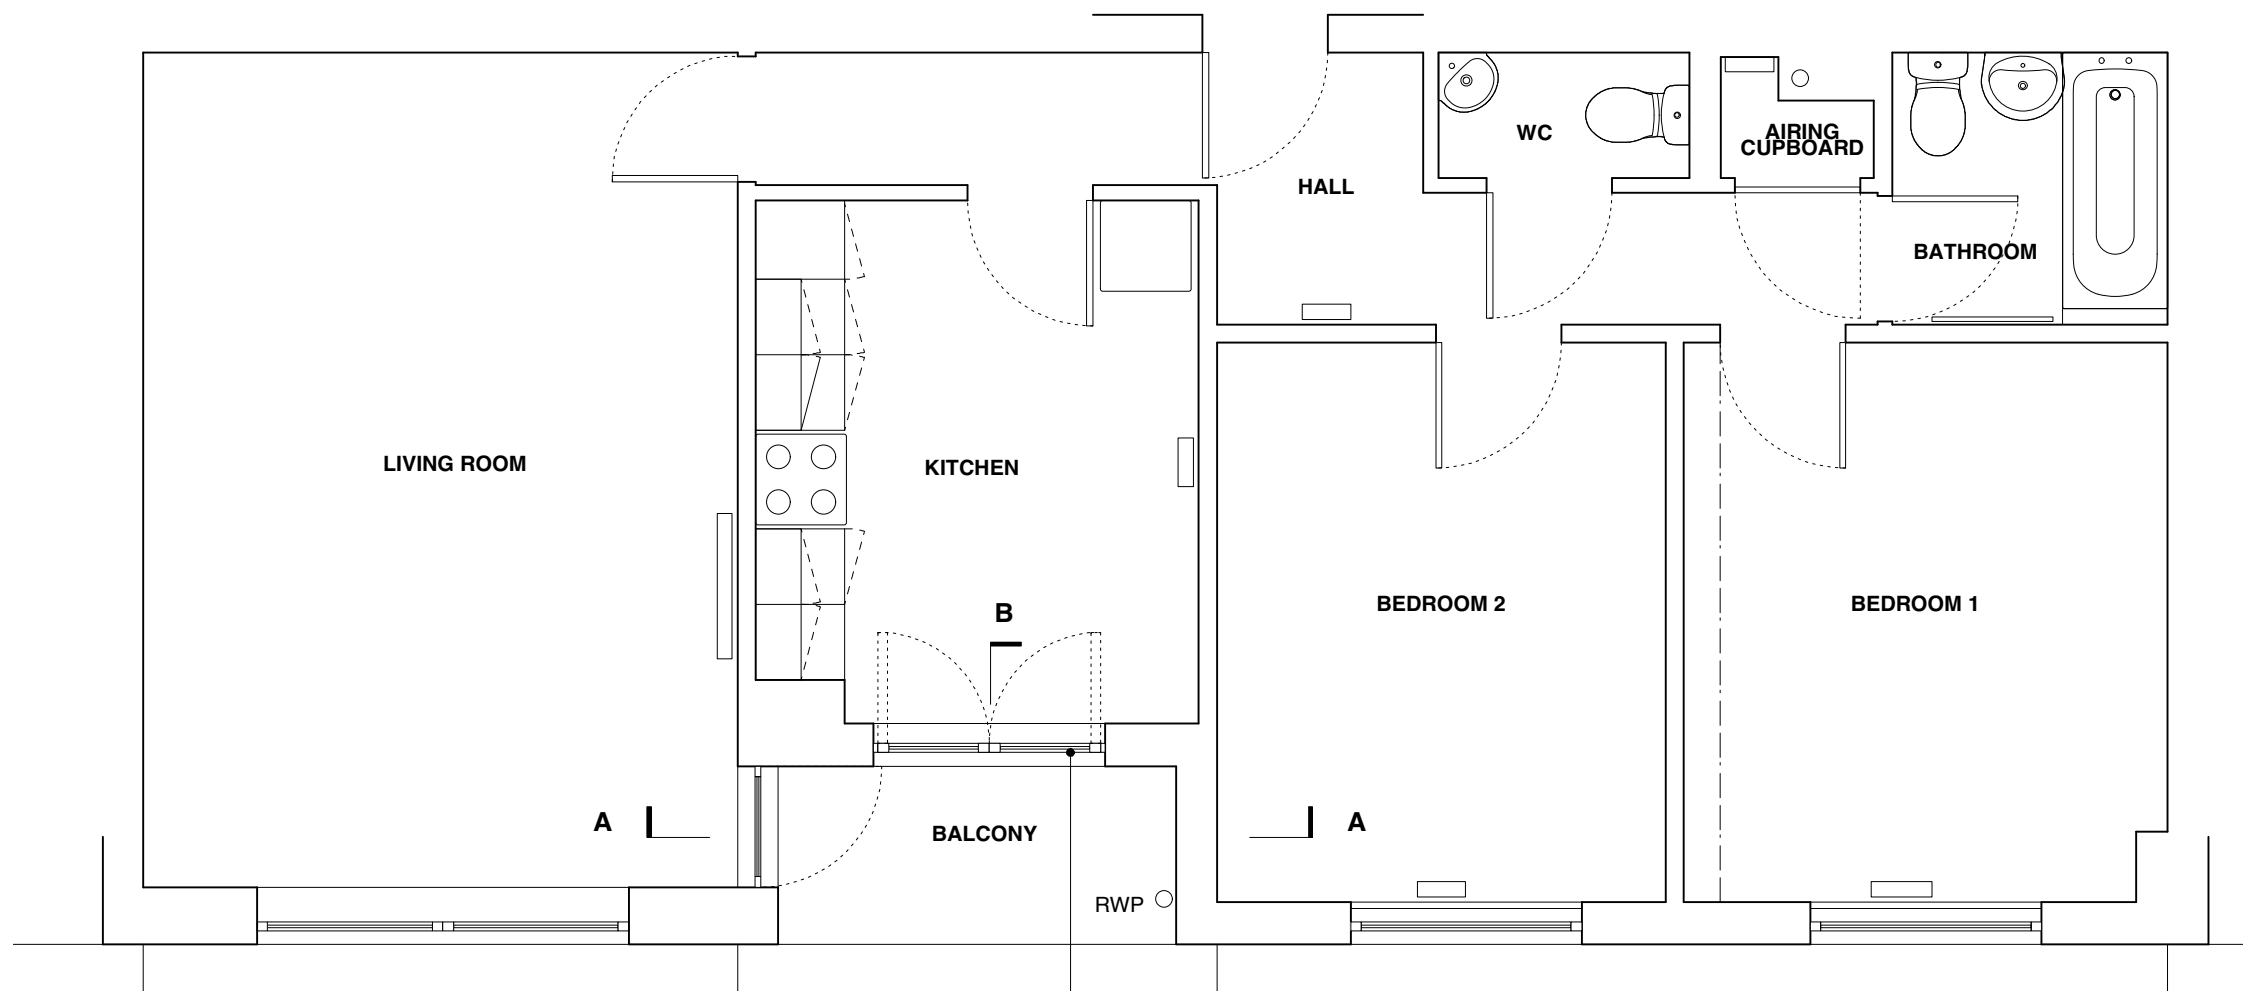 WC
AIRING
CUPBOARD
HALL
BATHROOM
LIVING ROOM
KITCHEN
B
BEDROOM 2
BEDROOM 1
A
BALCONY
A
RWP